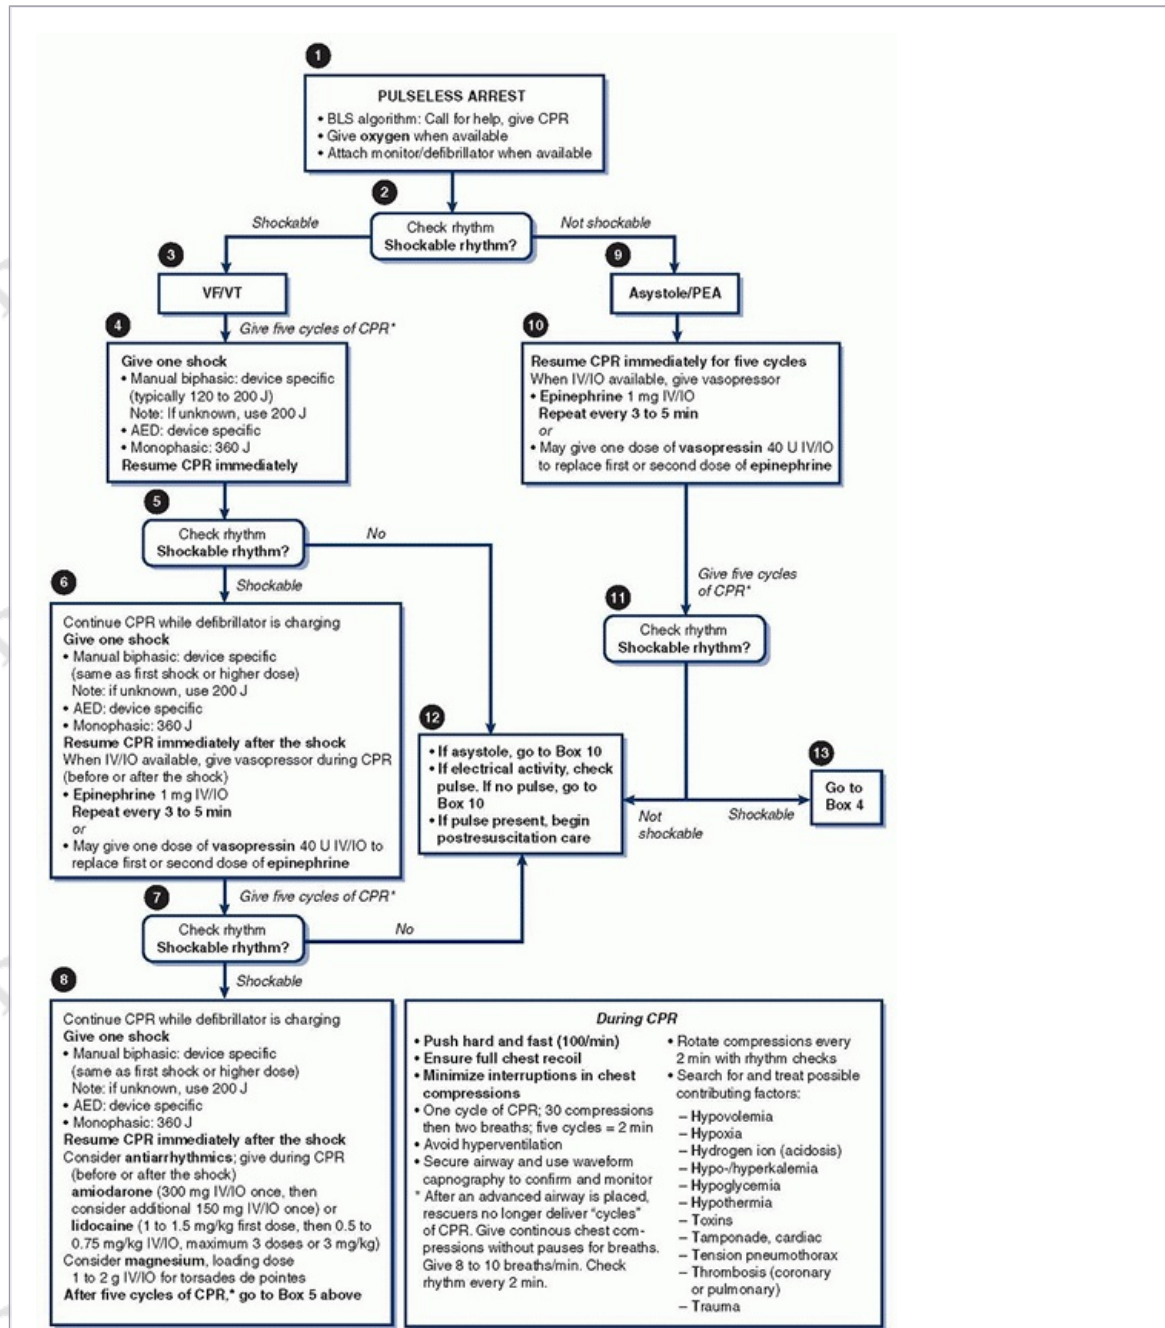 1
PULSELESS ARREST
• BLS algorithm: Call for help, give CPR
• Give oxygen when available
• Attach monitor/defibrillator when available
2
Check rhythm
Shockable rhythm?
Shockable
Not shockable
3
VF/VT
Give five cycles of CPR*
4
Give one shock
• Manual biphasic: device specific
(typically 120 to 200 J)
Note: If unknown, use 200 J
• AED: device specific
• Monophasic: 360 J
Resume CPR immediately
5
Check rhythm
Shockable rhythm?
No
Shockable
6
Continue CPR while defibrillator is charging
Give one shock
• Manual biphasic: device specific
(same as first shock or higher dose)
Note: if unknown, use 200 J
• AED: device specific
• Monophasic: 360 J
Resume CPR immediately after the shock
When IV/IO available, give vasopressor during CPR
(before or after the shock)
• Epinephrine 1 mg IV/IO
Repeat every 3 to 5 min
or
• May give one dose of vasopressin 40 U IV/IO to
replace first or second dose of epinephrine
Give five cycles of CPR*
7
Check rhythm
Shockable rhythm?
No
Shockable
8
Continue CPR while defibrillator is charging
Give one shock
• Manual biphasic: device specific
(same as first shock or higher dose)
Note: if unknown, use 200 J
• AED: device specific
• Monophasic: 360 J
Resume CPR immediately after the shock
Consider antiarrhythmics; give during CPR
(before or after the shock)
amiodarone (300 mg IV/IO once, then
consider additional 150 mg IV/IO once) or
lidocaine (1 to 1.5 mg/kg first dose, then 0.5 to
0.75 mg/kg IV/IO, maximum 3 doses or 3 mg/kg)
Consider magnesium, loading dose
1 to 2 g IV/IO for torsades de pointes
After five cycles of CPR,* go to Box 5 above
9
Asystole/PEA
10
Resume CPR immediately for five cycles
When IV/IO available, give vasopressor
• Epinephrine 1 mg IV/IO
Repeat every 3 to 5 min
or
• May give one dose of vasopressin 40 U IV/IO
to replace first or second dose of epinephrine
Give five cycles
of CPR*
11
Check rhythm
Shockable rhythm?
Not
shockable
Shockable
12
• If asystole, go to Box 10
• If electrical activity, check
pulse. If no pulse, go to
Box 10
• If pulse present, begin
postresuscitation care
13
Go to
Box 4
During CPR
• Push hard and fast (100/min)
• Ensure full chest recoil
• Minimize interruptions in chest
compressions
• One cycle of CPR; 30 compressions
then two breaths; five cycles = 2 min
• Avoid hyperventilation
• Secure airway and use waveform
capnography to confirm and monitor
* After an advanced airway is placed,
rescuers no longer deliver “cycles”
of CPR. Give continous chest com-
pressions without pauses for breaths.
Give 8 to 10 breaths/min. Check
rhythm every 2 min.
• Rotate compressions every
2 min with rhythm checks
• Search for and treat possible
contributing factors:
– Hypovolemia
– Hypoxia
– Hydrogen ion (acidosis)
– Hypo-/hyperkalemia
– Hypoglycemia
– Hypothermia
– Toxins
– Tamponade, cardiac
– Tension pneumothorax
– Thrombosis (coronary
or pulmonary)
– Trauma